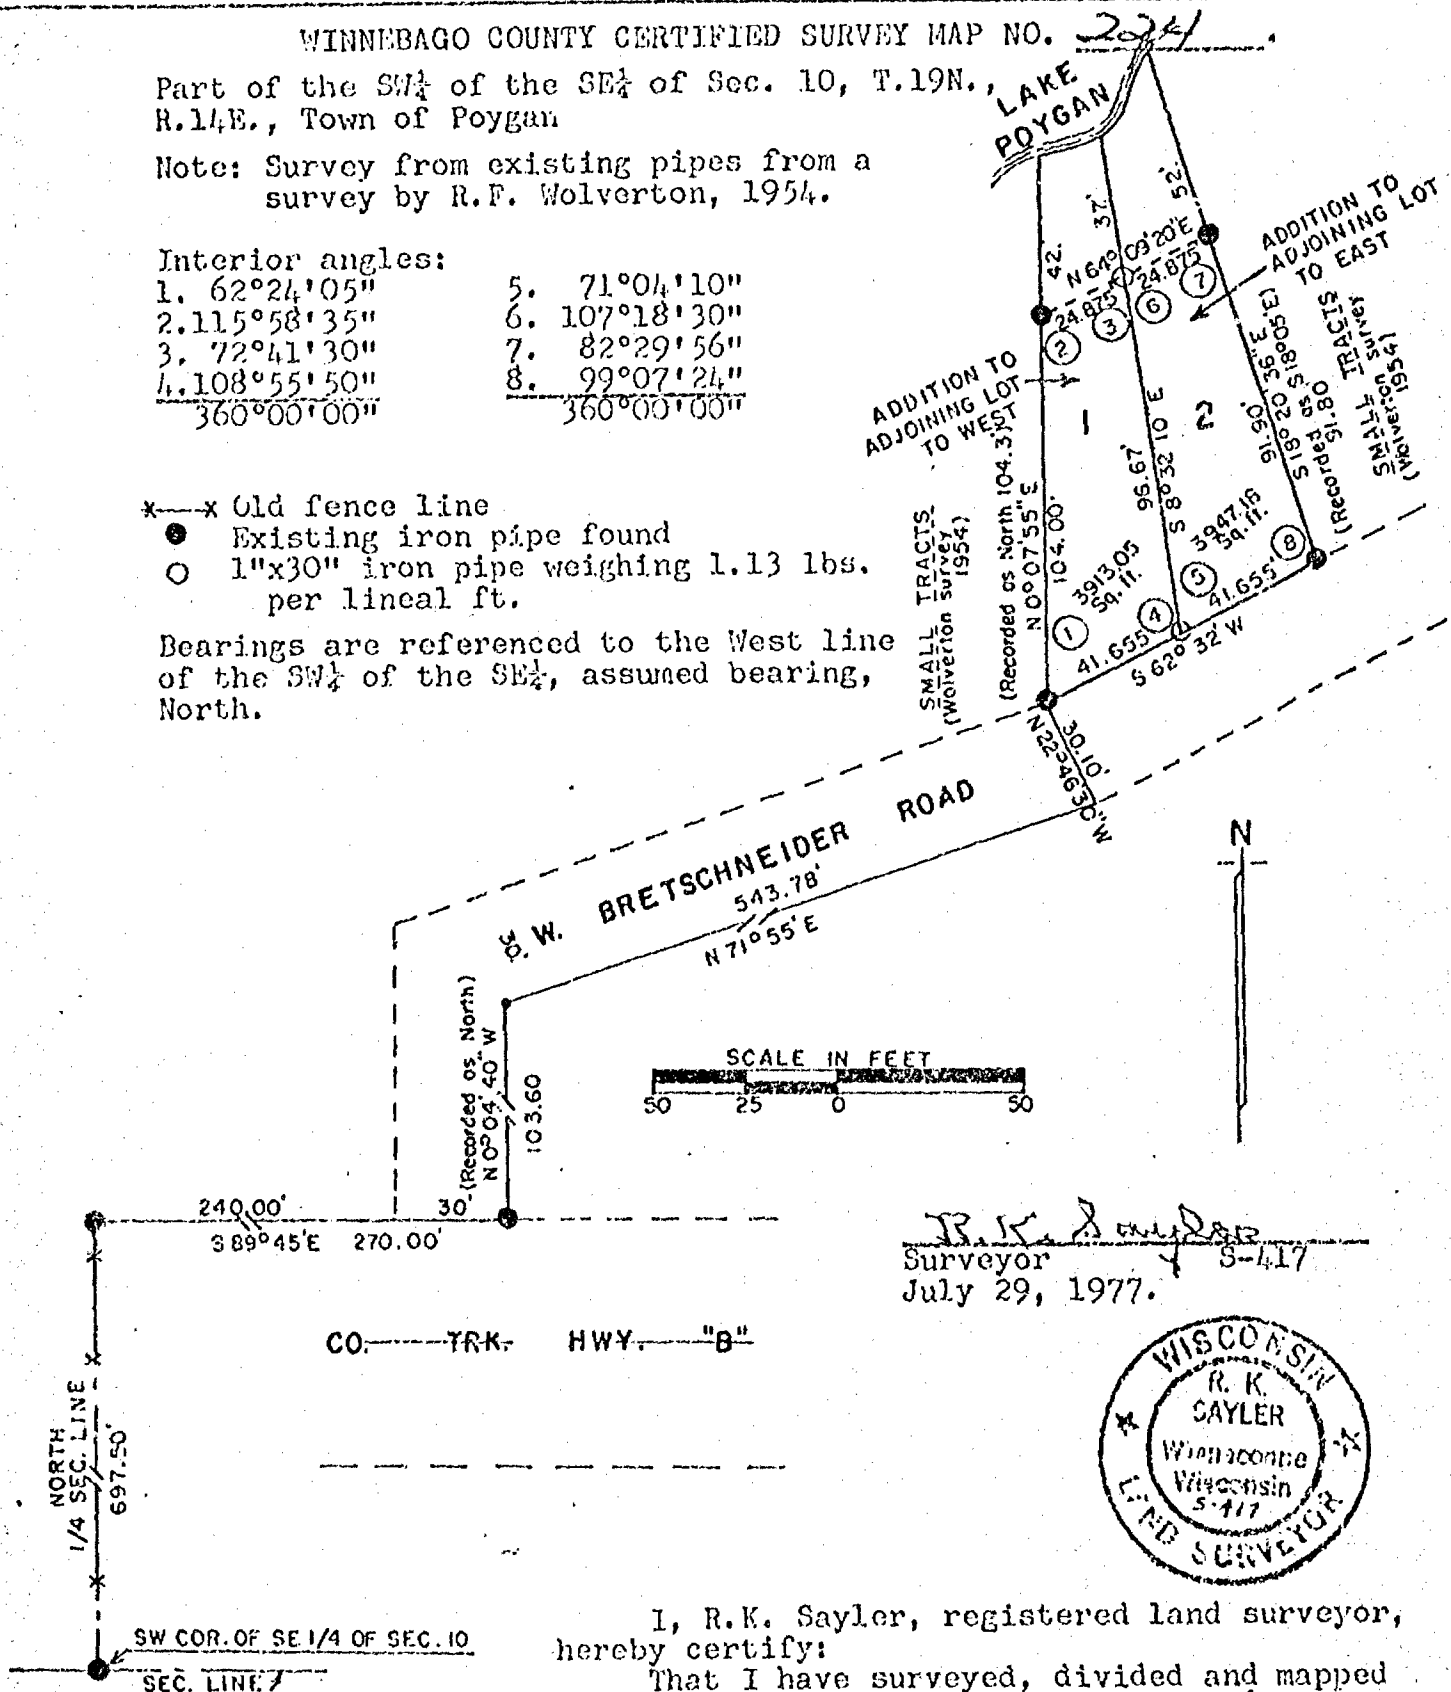 WINNEBAGO COUNTY CERTIFIED SURVEY MAP NO. 224
Part of the SW¼ of the SE¼ of Sec. 10, T.19N.,
R.14E., Town of Poygan
Note: Survey from existing pipes from a
survey by R.F. Wolverton, 1954.
Interior angles:
1. 62°24'05"
2.115°58'35"
3. 72°41'30"
4.108°55'50"
360°00'00"
5. 71°04'10"
6. 107°18'30"
7. 82°29'56"
8. 99°07'24"
360°00'00"
x----x Old fence line
Existing iron pipe found
1"x30" iron pipe weighing 1.13 lbs.
per lineal ft.
Bearings are referenced to the West line
of the SW¼ of the SE¼, assumed bearing,
North.
LAKE
POYGAN
42'
37'
52'
N 64° 09' 20" E
24.875'
24.875'
2
3
6
7
ADDITION TO
ADJOINING LOT
TO EAST
ADDITION TO
ADJOINING LOT
TO WEST
1
2
SMALL TRACTS
(Wolverton survey
1954)
(Recorded as North 104.3')
N 0° 07' 55" E
104.00'
3913.05
Sq. ft.
S 8° 32' 10" E
3947.16
Sq. ft.
91.90'
S 18° 20' 36" E
(Recorded as S18°05'E)
91.80
SMALL TRACTS
(Wolverton survey
1954)
1
4
5
8
41.655'
41.655'
S 62° 32' W
30.10'
N 22° 46' 30" W
W. BRETSCHNEIDER ROAD
30'
543.78'
N 71° 55' E
(Recorded as North)
N 0° 04' 40" W
103.60
SCALE IN FEET
50 25 0 50
N
240.00'
30'
S 89° 45' E 270.00'
CO. TRK. HWY. "B"
NORTH
1/4 SEC. LINE
697.50'
SW COR. OF SE 1/4 OF SEC. 10
SEC. LINE
R.K. Sayler
Surveyor S-417
July 29, 1977.
WISCONSIN
R. K.
SAYLER
Winneconne
Wisconsin
S-417
LAND SURVEYOR
I, R.K. Sayler, registered land surveyor,
hereby certify:
That I have surveyed, divided and mapped